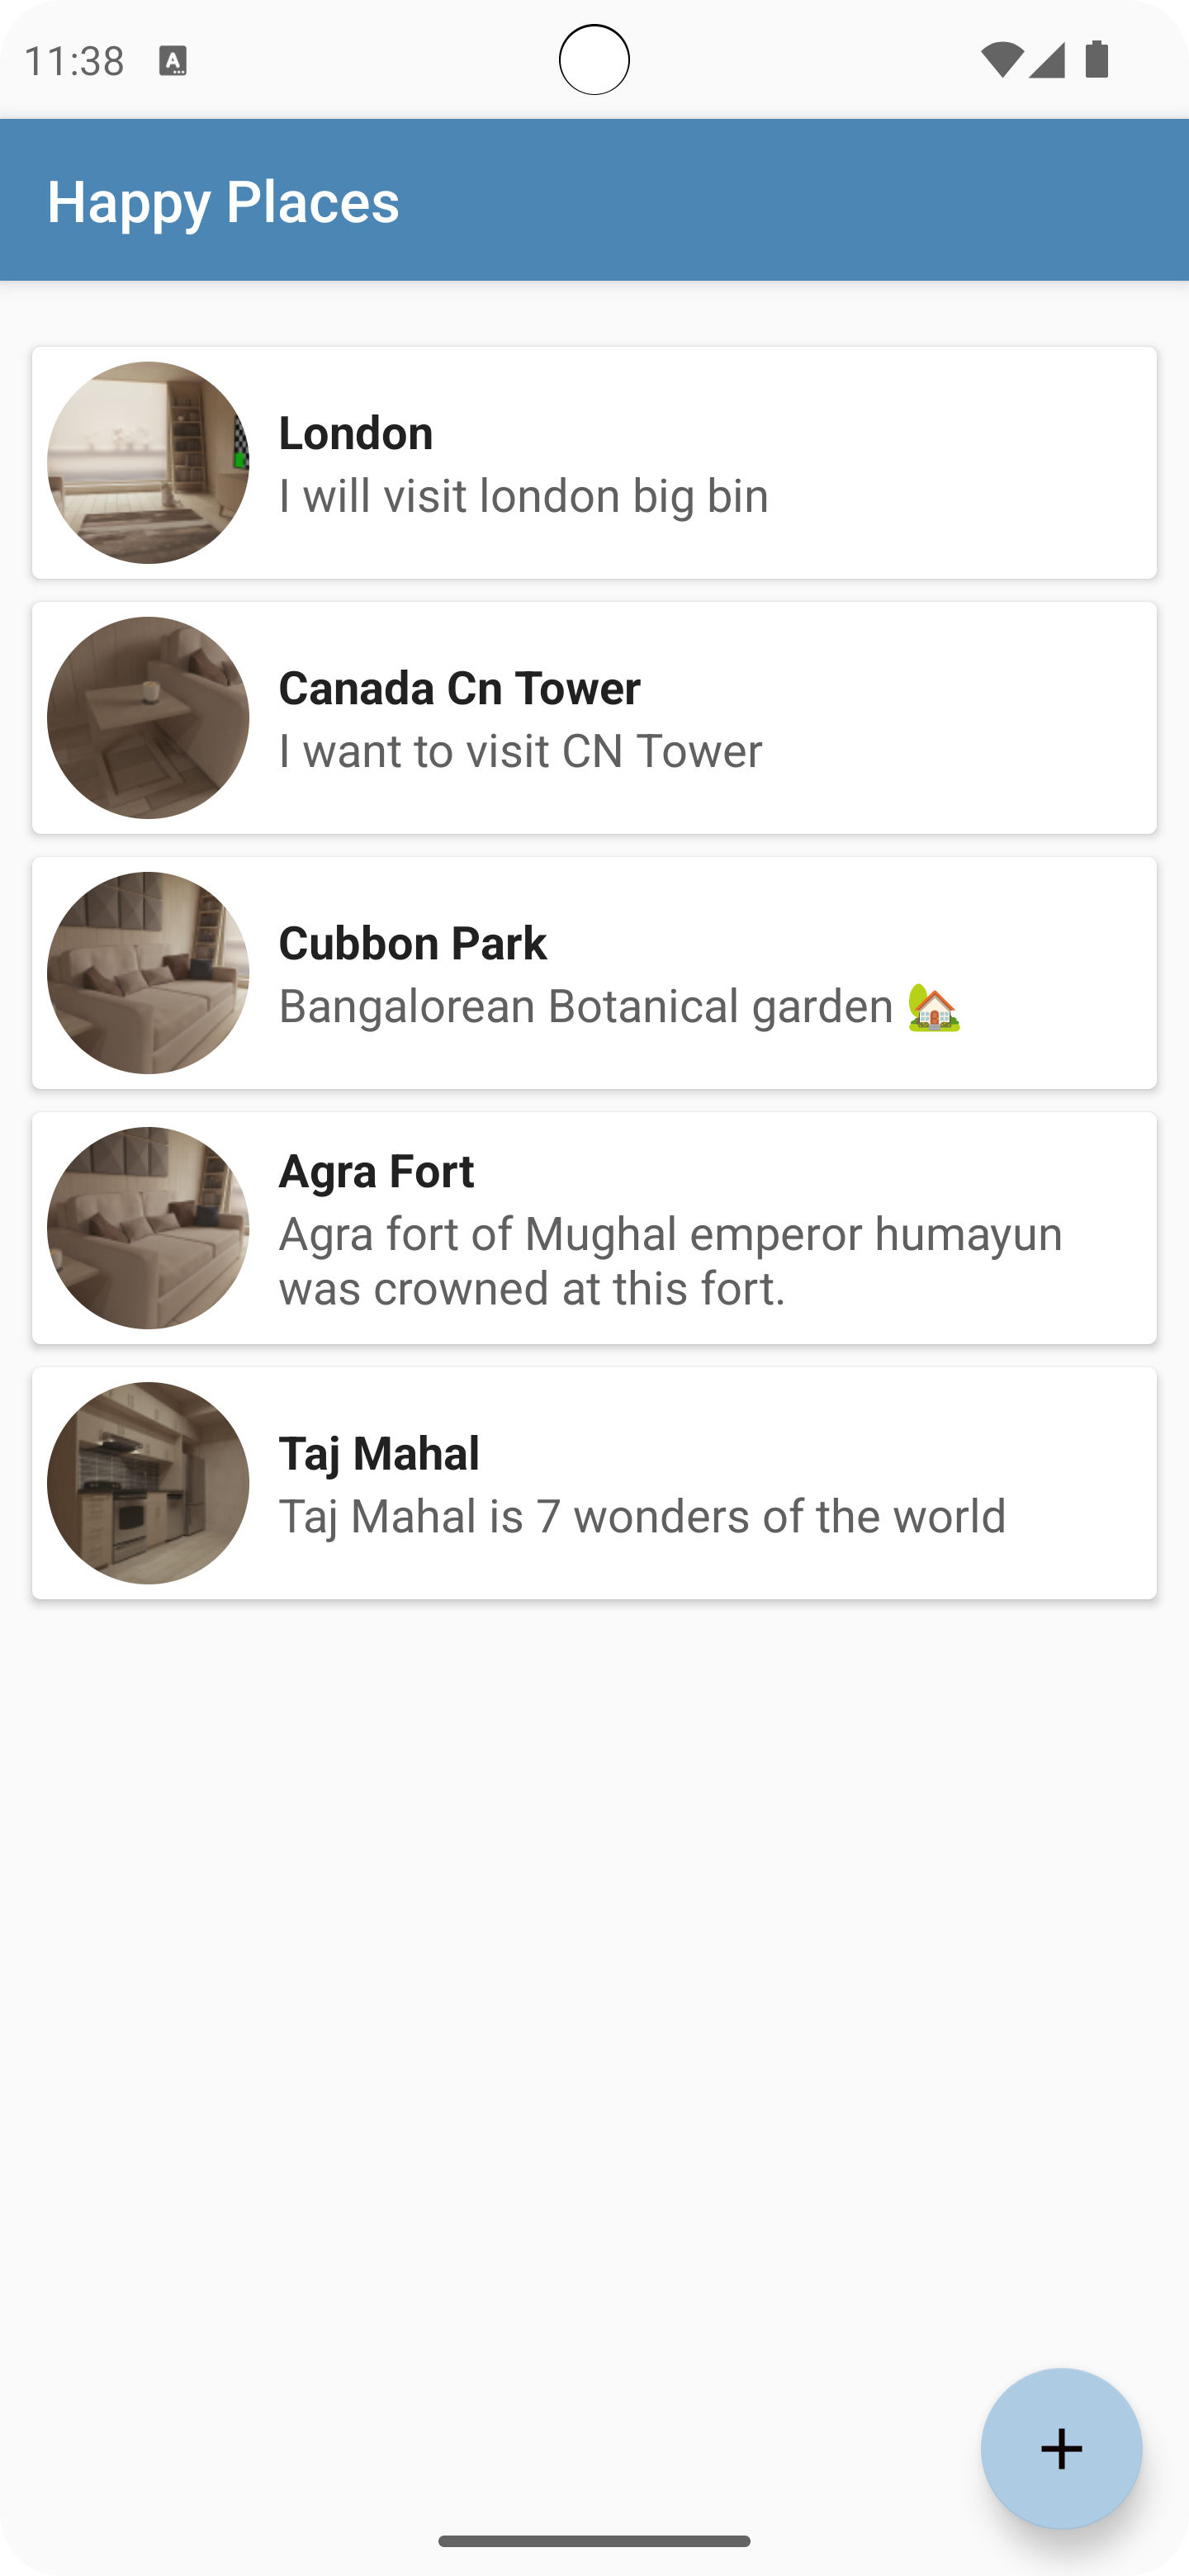 11:38
Happy Places
London
I will visit london big bin
Canada Cn Tower
I want to visit CN Tower
Cubbon Park
Bangalorean Botanical garden 🏡
Agra Fort
Agra fort of Mughal emperor humayun
was crowned at this fort.
Taj Mahal
Taj Mahal is 7 wonders of the world